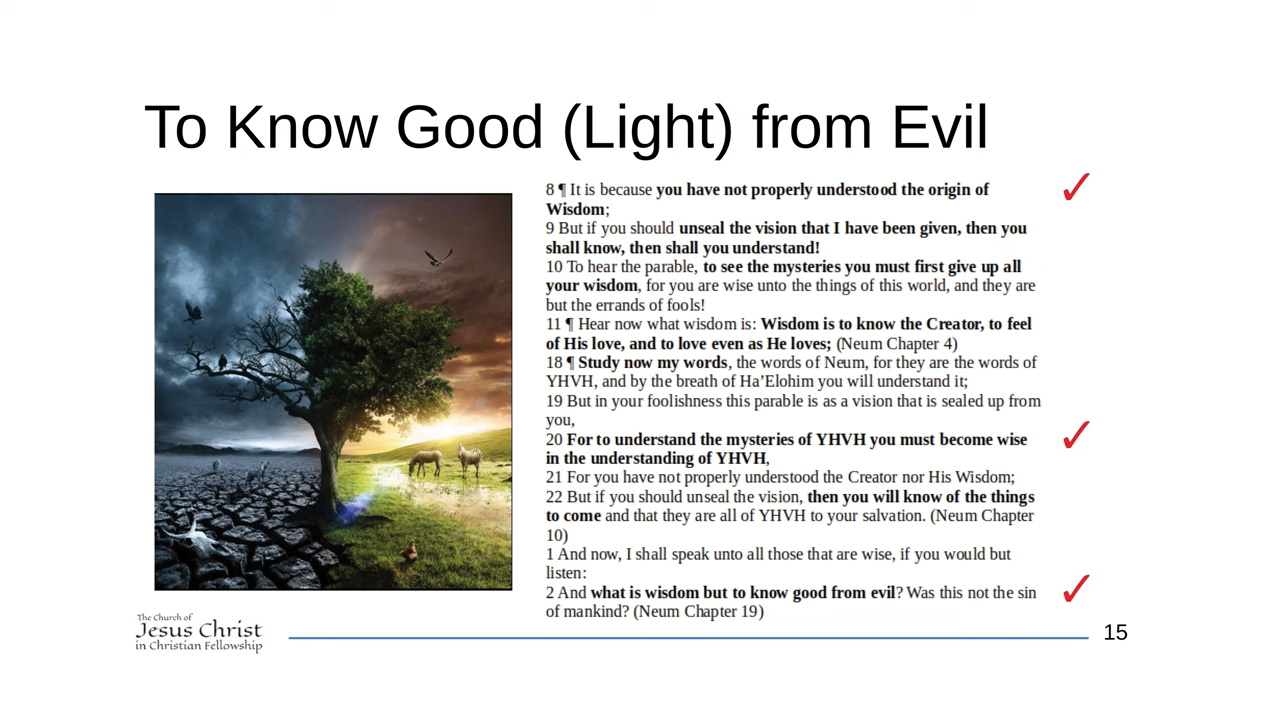 To Know Good (Light) from Evil
8 ¶ It is because you have not properly understood the origin of
Wisdom;
9 But if you should unseal the vision that I have been given, then you
shall know, then shall you understand!
10 To hear the parable, to see the mysteries you must first give up all
your wisdom, for you are wise unto the things of this world, and they are
but the errands of fools!
11 ¶ Hear now what wisdom is: Wisdom is to know the Creator, to feel
of His love, and to love even as He loves; (Neum Chapter 4)
18 ¶ Study now my words, the words of Neum, for they are the words of
YHVH, and by the breath of Ha’Elohim you will understand it;
19 But in your foolishness this parable is as a vision that is sealed up from
you,
20 For to understand the mysteries of YHVH you must become wise
in the understanding of YHVH,
21 For you have not properly understood the Creator nor His Wisdom;
22 But if you should unseal the vision, then you will know of the things
to come and that they are all of YHVH to your salvation. (Neum Chapter
10)
1 And now, I shall speak unto all those that are wise, if you would but
listen:
2 And what is wisdom but to know good from evil? Was this not the sin
of mankind? (Neum Chapter 19)
The Church of
Jesus Christ
in Christian Fellowship
15